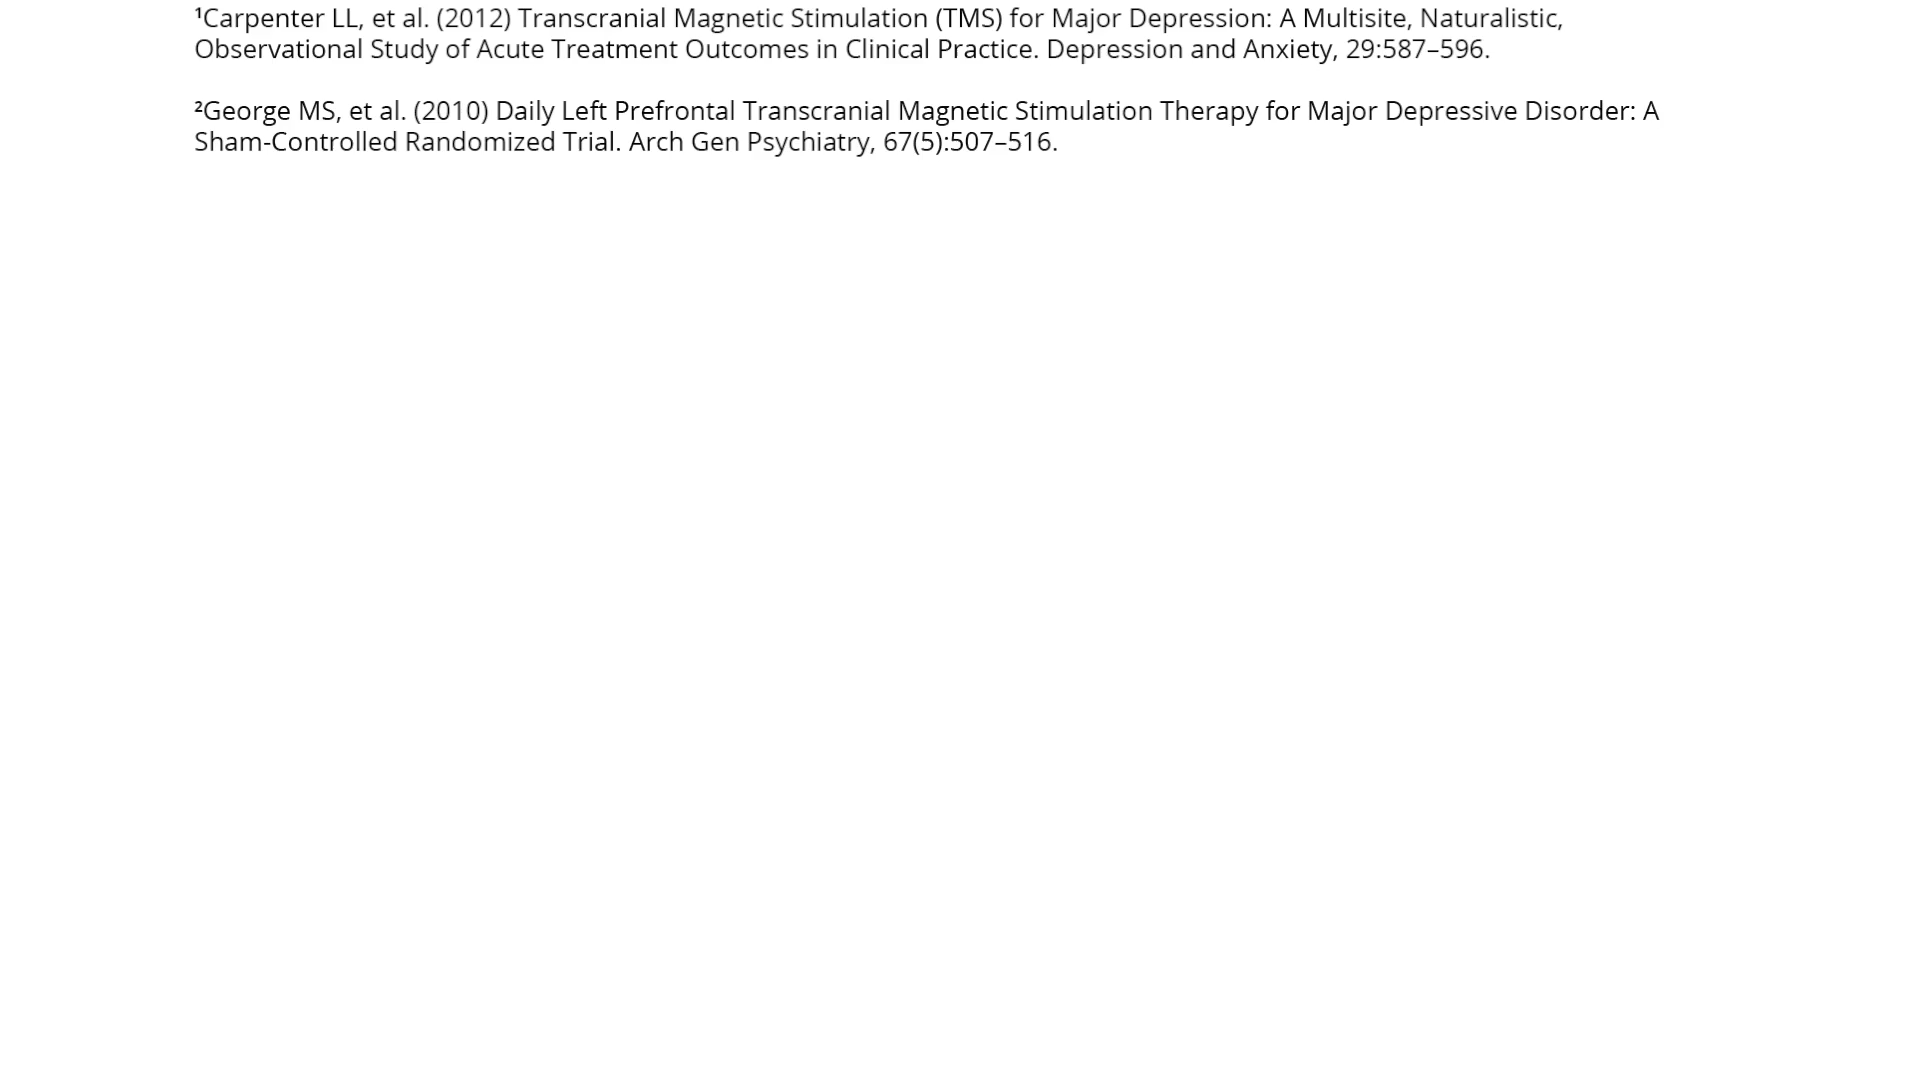 ¹Carpenter LL, et al. (2012) Transcranial Magnetic Stimulation (TMS) for Major Depression: A Multisite, Naturalistic,
Observational Study of Acute Treatment Outcomes in Clinical Practice. Depression and Anxiety, 29:587–596.
²George MS, et al. (2010) Daily Left Prefrontal Transcranial Magnetic Stimulation Therapy for Major Depressive Disorder: A
Sham-Controlled Randomized Trial. Arch Gen Psychiatry, 67(5):507–516.